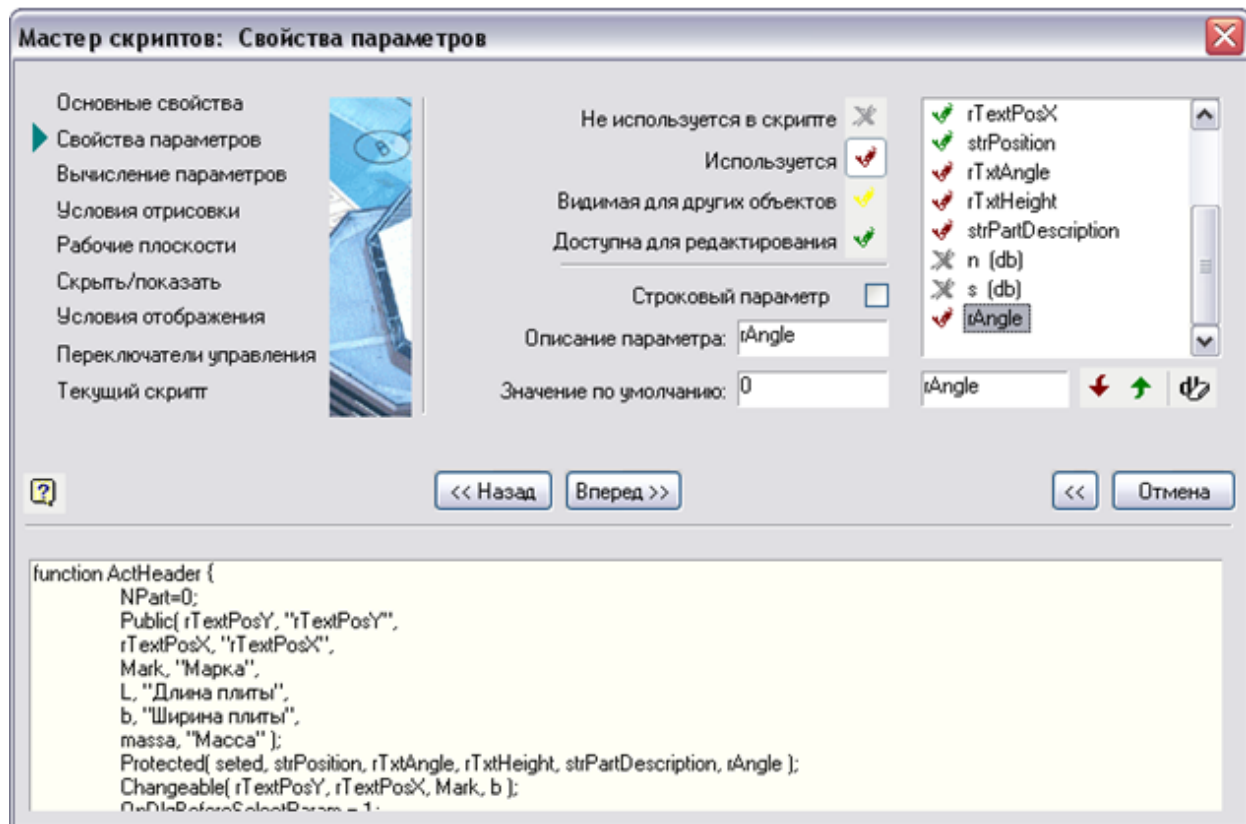 Мастер скриптов: Свойства параметров
Основные свойства
Свойства параметров
Вычисление параметров
Условия отрисовки
Рабочие плоскости
Скрыть/показать
Условия отображения
Переключатели управления
Текущий скрипт
Не используется в скрипте
Используется
Видимая для других объектов
Доступна для редактирования
Строковый параметр
Описание параметра: rAngle
Значение по умолчанию: 0
rTextPosX
strPosition
rTxtAngle
rTxtHeight
strPartDescription
n (db)
s (db)
rAngle
rAngle
<< Назад
Вперед >>
<<
Отмена
function ActHeader {
NPart=0;
Public( rTextPosY, "rTextPosY",
rTextPosX, "rTextPosX",
Mark, "Марка",
L, "Длина плиты",
b, "Ширина плиты",
massa, "Масса" );
Protected( seted, strPosition, rTxtAngle, rTxtHeight, strPartDescription, rAngle );
Changeable( rTextPosY, rTextPosX, Mark, b );
OnDlgBeforeSelectParam = 1;